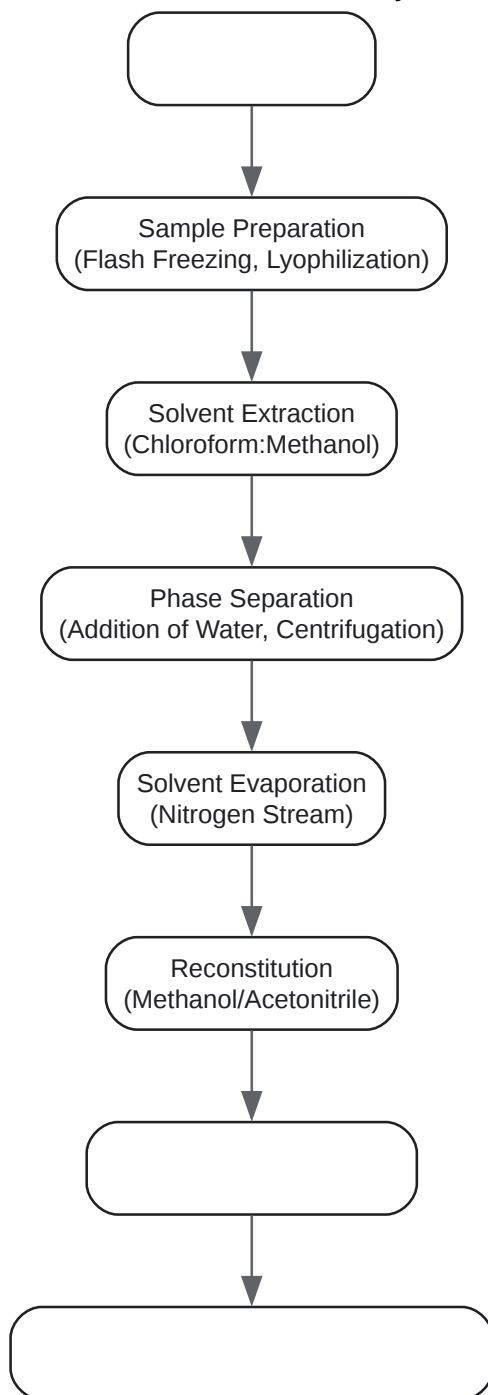 Sample Preparation
(Flash Freezing, Lyophilization)
Solvent Extraction
(Chloroform:Methanol)
Phase Separation
(Addition of Water, Centrifugation)
Solvent Evaporation
(Nitrogen Stream)
Reconstitution
(Methanol/Acetonitrile)